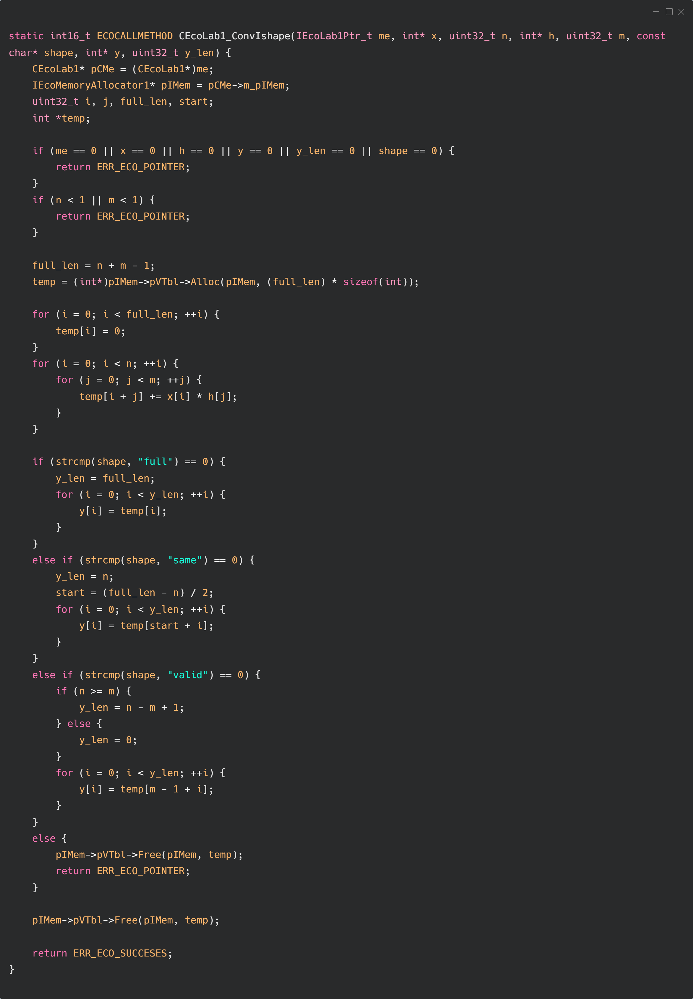 static int16_t ECOCALLMETHOD CEcoLab1_ConvIshape(IEcoLab1Ptr_t me, int* x, uint32_t n, int* h, uint32_t m, const
char* shape, int* y, uint32_t y_len) {
    CEcoLab1* pCMe = (CEcoLab1*)me;
    IEcoMemoryAllocator1* pIMem = pCMe->m_pIMem;
    uint32_t i, j, full_len, start;
    int *temp;

    if (me == 0 || x == 0 || h == 0 || y == 0 || y_len == 0 || shape == 0) {
        return ERR_ECO_POINTER;
    }
    if (n < 1 || m < 1) {
        return ERR_ECO_POINTER;
    }

    full_len = n + m - 1;
    temp = (int*)pIMem->pVTbl->Alloc(pIMem, (full_len) * sizeof(int));

    for (i = 0; i < full_len; ++i) {
        temp[i] = 0;
    }
    for (i = 0; i < n; ++i) {
        for (j = 0; j < m; ++j) {
            temp[i + j] += x[i] * h[j];
        }
    }

    if (strcmp(shape, "full") == 0) {
        y_len = full_len;
        for (i = 0; i < y_len; ++i) {
            y[i] = temp[i];
        }
    }
    else if (strcmp(shape, "same") == 0) {
        y_len = n;
        start = (full_len - n) / 2;
        for (i = 0; i < y_len; ++i) {
            y[i] = temp[start + i];
        }
    }
    else if (strcmp(shape, "valid") == 0) {
        if (n >= m) {
            y_len = n - m + 1;
        } else {
            y_len = 0;
        }
        for (i = 0; i < y_len; ++i) {
            y[i] = temp[m - 1 + i];
        }
    }
    else {
        pIMem->pVTbl->Free(pIMem, temp);
        return ERR_ECO_POINTER;
    }

    pIMem->pVTbl->Free(pIMem, temp);

    return ERR_ECO_SUCCESES;
}